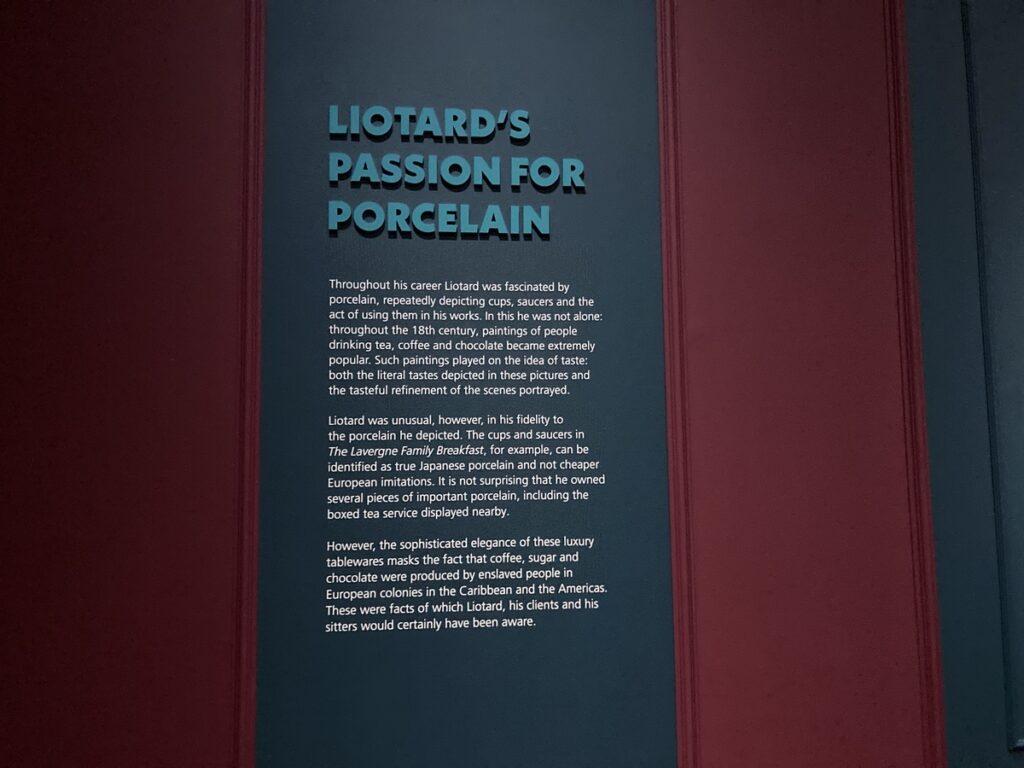 LIOTARD'S
PASSION FOR
PORCELAIN
Throughout his career Liotard was fascinated by
porcelain, repeatedly depicting cups, saucers and the
act of using them in his works. In this he was not alone:
throughout the 18th century, paintings of people
drinking tea, coffee and chocolate became extremely
popular. Such paintings played on the idea of taste:
both the literal tastes depicted in these pictures and
the tasteful refinement of the scenes portrayed.
Liotard was unusual, however, in his fidelity to
the porcelain he depicted. The cups and saucers in
The Lavergne Family Breakfast, for example, can be
identified as true Japanese porcelain and not cheaper
European imitations. It is not surprising that he owned
several pieces of important porcelain, including the
boxed tea service displayed nearby.
However, the sophisticated elegance of these luxury
tablewares masks the fact that coffee, sugar and
chocolate were produced by enslaved people in
European colonies in the Caribbean and the Americas.
These were facts of which Liotard, his clients and his
sitters would certainly have been aware.